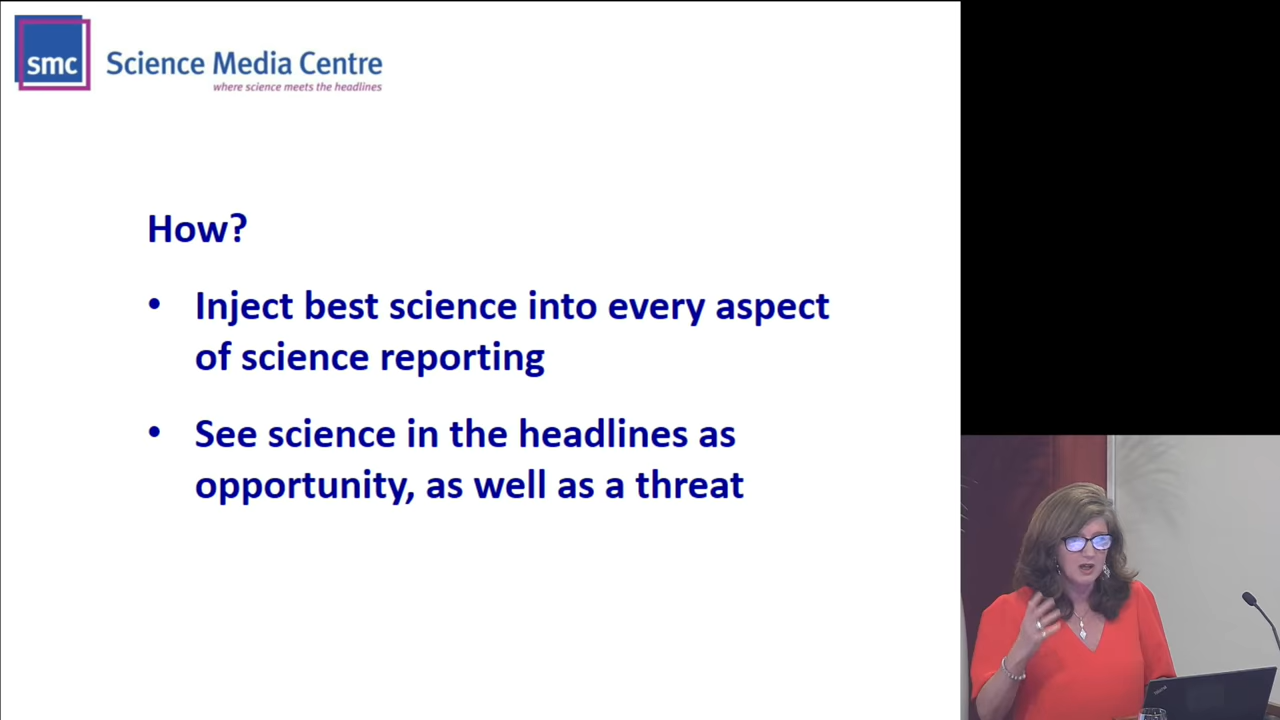 smc
Science Media Centre
where science meets the headlines
How?
• Inject best science into every aspect
of science reporting
• See science in the headlines as
opportunity, as well as a threat